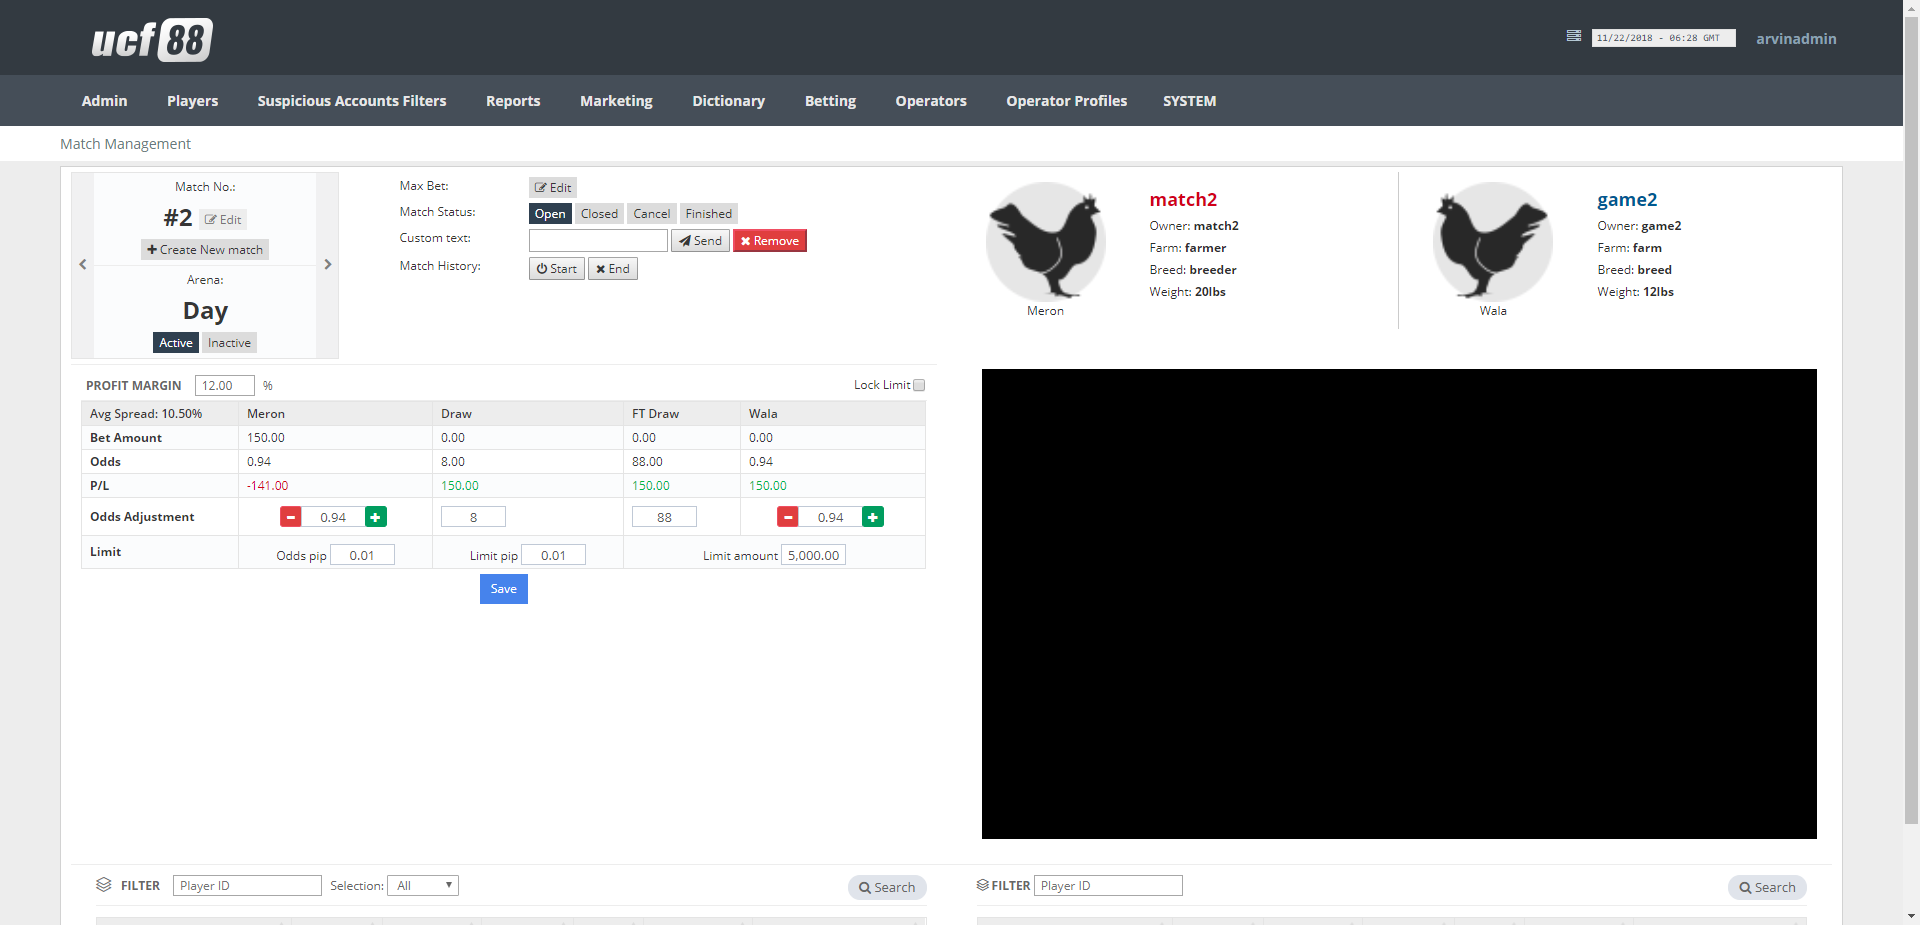 ucf 88
11/22/2018 - 06:28 GMT
arvinadmin
Admin Players Suspicious Accounts Filters Reports Marketing Dictionary Betting Operators Operator Profiles SYSTEM
Match Management
Match No.:
#2 Edit
Create New match
Arena:
Day
Active Inactive
Max Bet: Edit
Match Status: Open Closed Cancel Finished
Custom text: Send Remove
Match History: Start End
Meron
match2
Owner: match2
Farm: farmer
Breed: breeder
Weight: 20lbs
Wala
game2
Owner: game2
Farm: farm
Breed: breed
Weight: 12lbs
PROFIT MARGIN 12.00 % Lock Limit
Avg Spread: 10.50% Meron Draw FT Draw Wala
Bet Amount 150.00 0.00 0.00 0.00
Odds 0.94 8.00 88.00 0.94
P/L -141.00 150.00 150.00 150.00
Odds Adjustment 0.94 8 88 0.94
Limit Odds pip 0.01 Limit pip 0.01 Limit amount 5,000.00
Save
FILTER Player ID Selection: All Search
FILTER Player ID Search